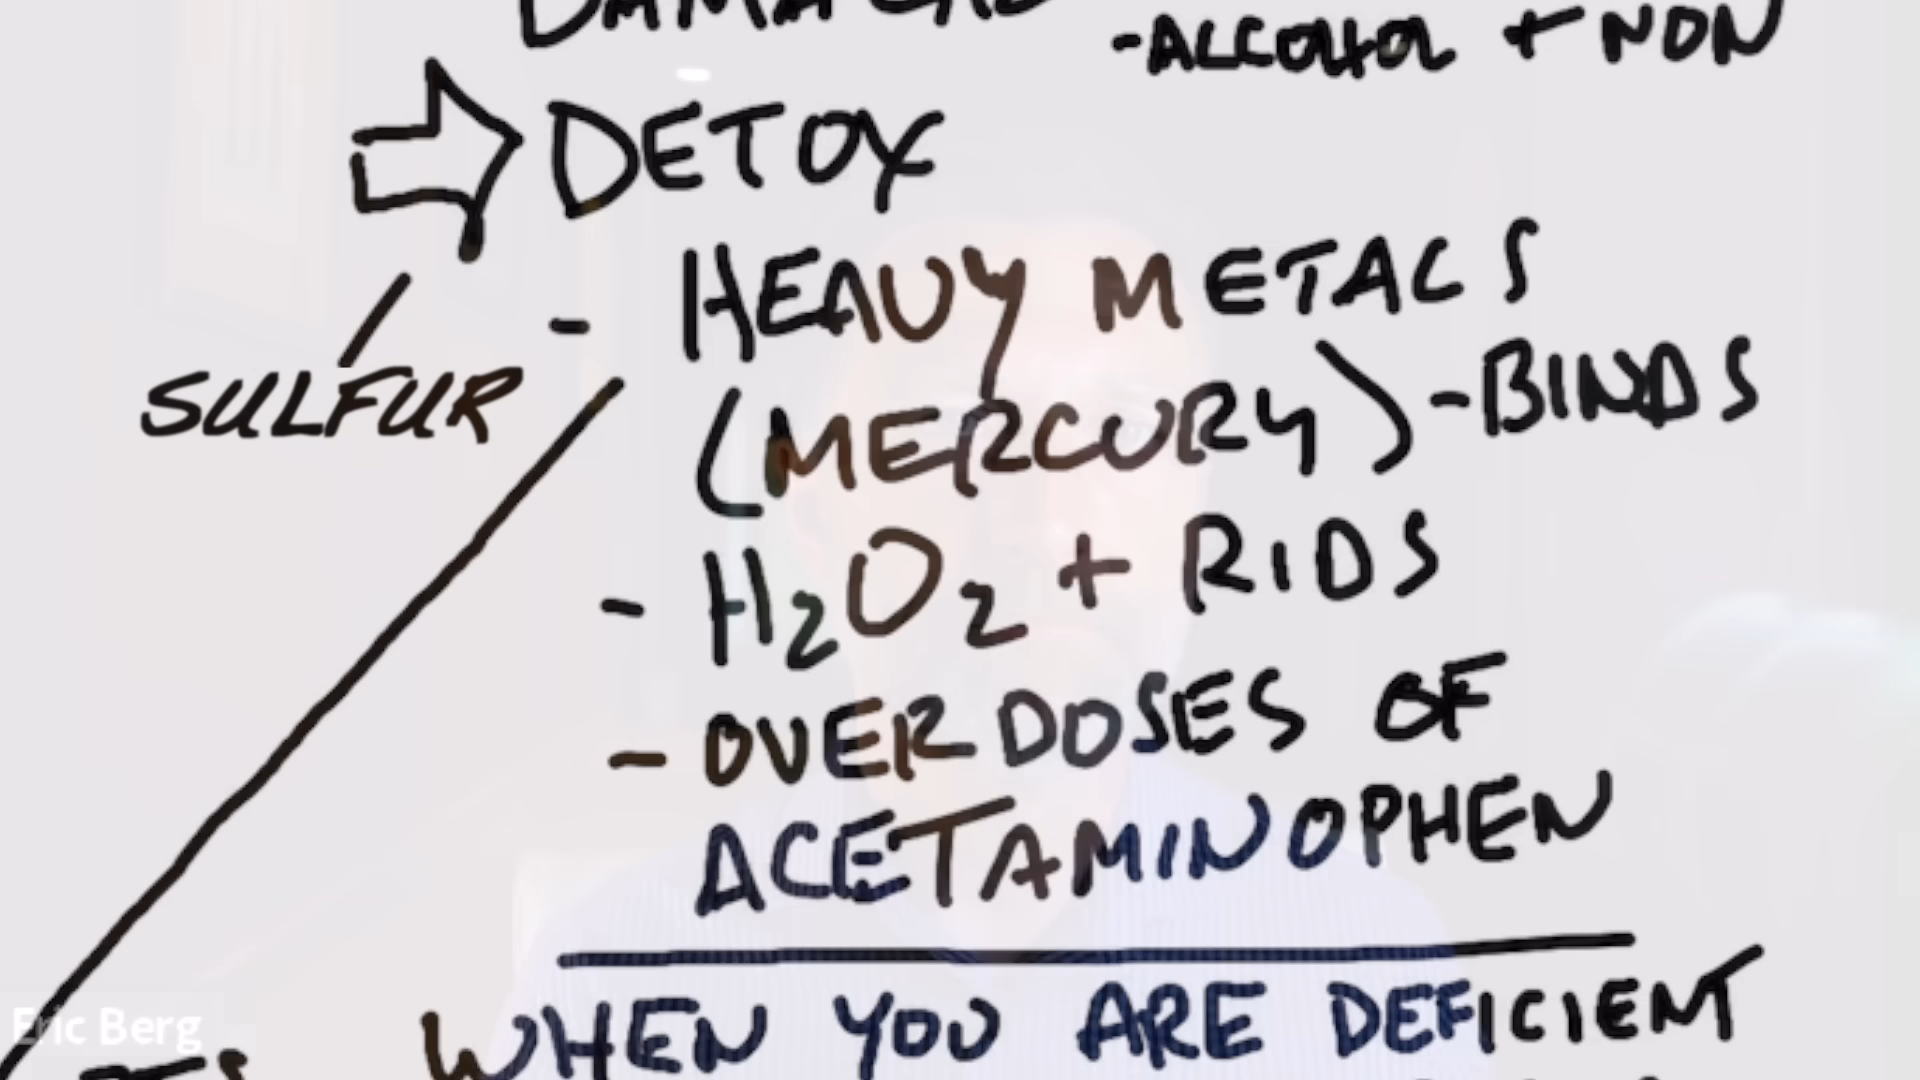 -ALCOHOL + NON
DETOX
- HEAVY METALS
SULFUR
(MERCURY) -BINDS
- H₂O₂ + RIDS
- OVERDOSES OF
ACETAMINOPHEN
Eric Berg
WHEN YOU ARE DEFICIENT